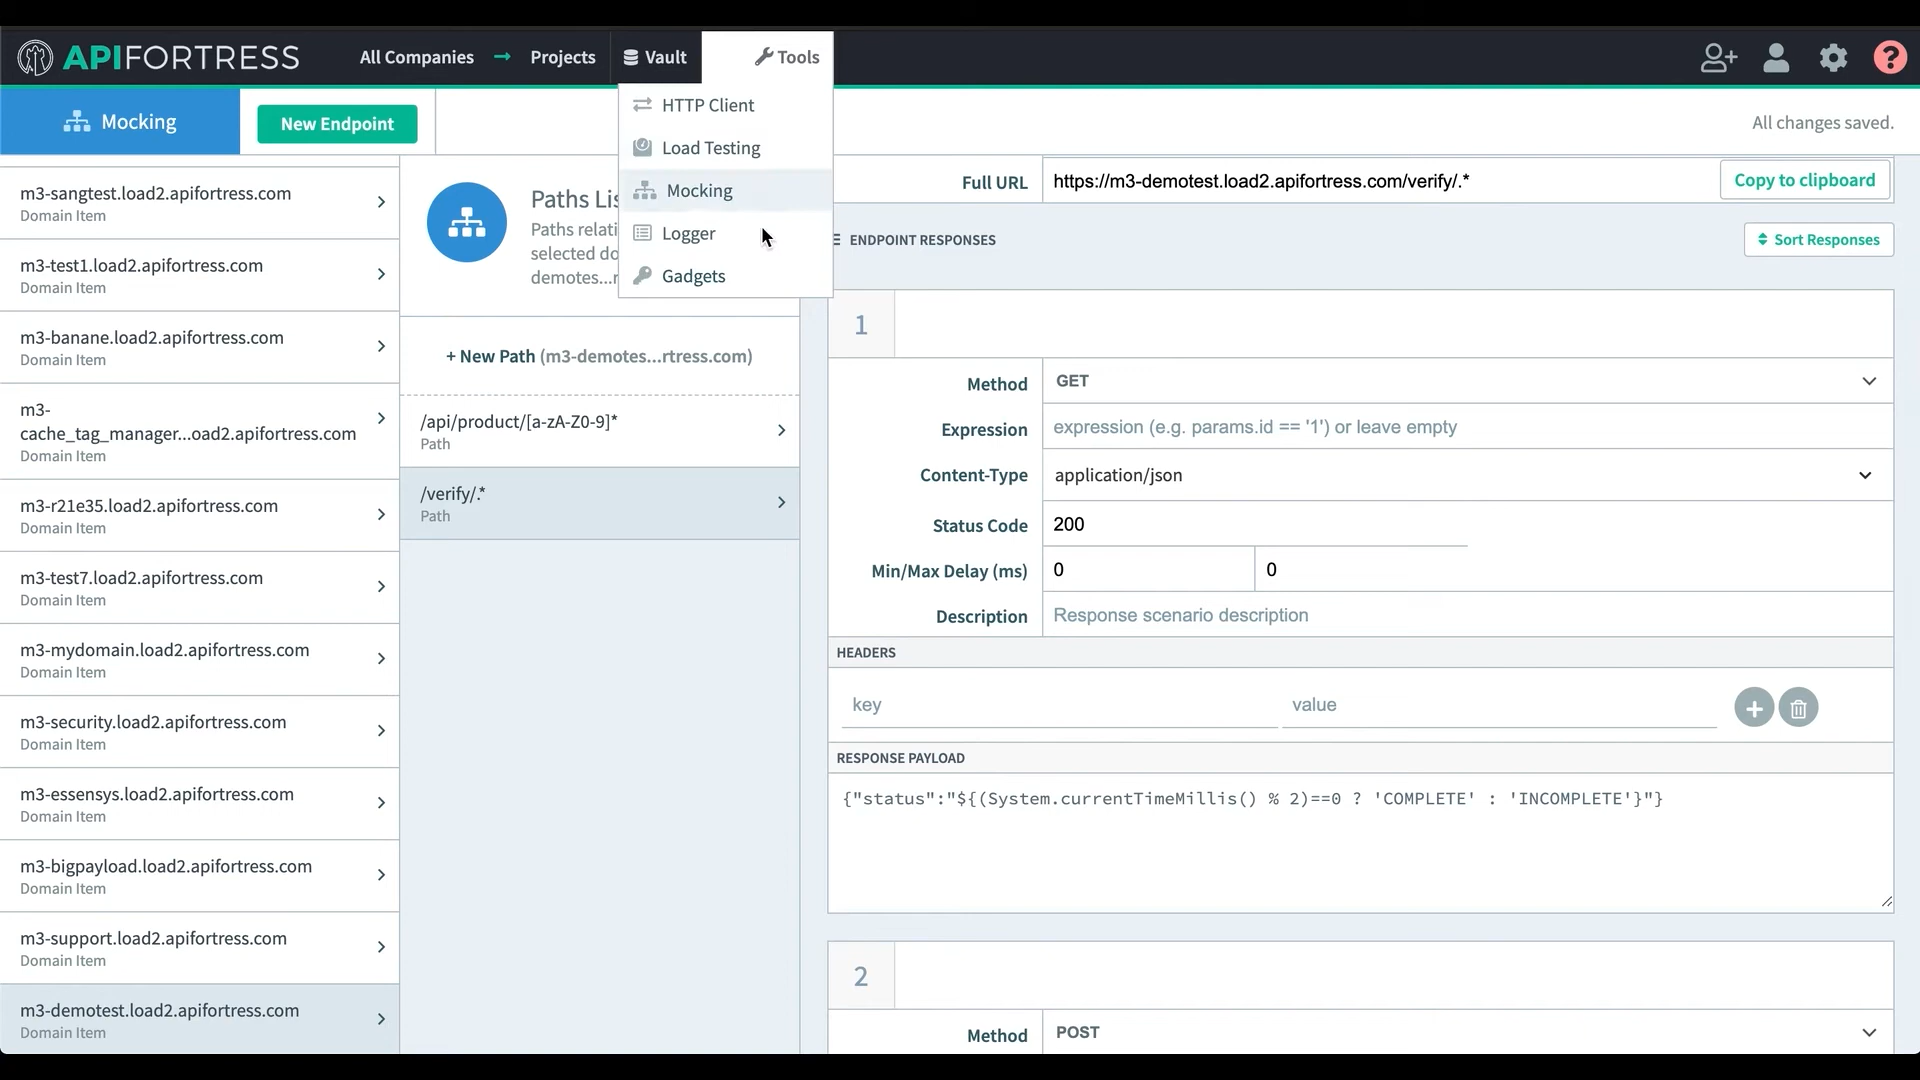 APIFORTRESS
All Companies → Projects
Vault
Tools
?
Mocking
New Endpoint
All changes saved.
HTTP Client
Load Testing
Mocking
Logger
Gadgets
m3-sangtest.load2.apifortress.com
Domain Item
m3-test1.load2.apifortress.com
Domain Item
m3-banane.load2.apifortress.com
Domain Item
m3-
cache_tag_manager...oad2.apifortress.com
Domain Item
m3-r21e35.load2.apifortress.com
Domain Item
m3-test7.load2.apifortress.com
Domain Item
m3-mydomain.load2.apifortress.com
Domain Item
m3-security.load2.apifortress.com
Domain Item
m3-essensys.load2.apifortress.com
Domain Item
m3-bigpayload.load2.apifortress.com
Domain Item
m3-support.load2.apifortress.com
Domain Item
m3-demotest.load2.apifortress.com
Domain Item
Paths Lis
Paths relati
selected do
demotes...r
+ New Path (m3-demotes...rtress.com)
/api/product/[a-zA-Z0-9]*
Path
/verify/.*
Path
Full URL https://m3-demotest.load2.apifortress.com/verify/.* Copy to clipboard
ENDPOINT RESPONSES
Sort Responses
1
Method GET
Expression expression (e.g. params.id == '1') or leave empty
Content-Type application/json
Status Code 200
Min/Max Delay (ms) 0 0
Description Response scenario description
HEADERS
key value
RESPONSE PAYLOAD
{"status":"${(System.currentTimeMillis() % 2)==0 ? 'COMPLETE' : 'INCOMPLETE'}"}
2
Method POST